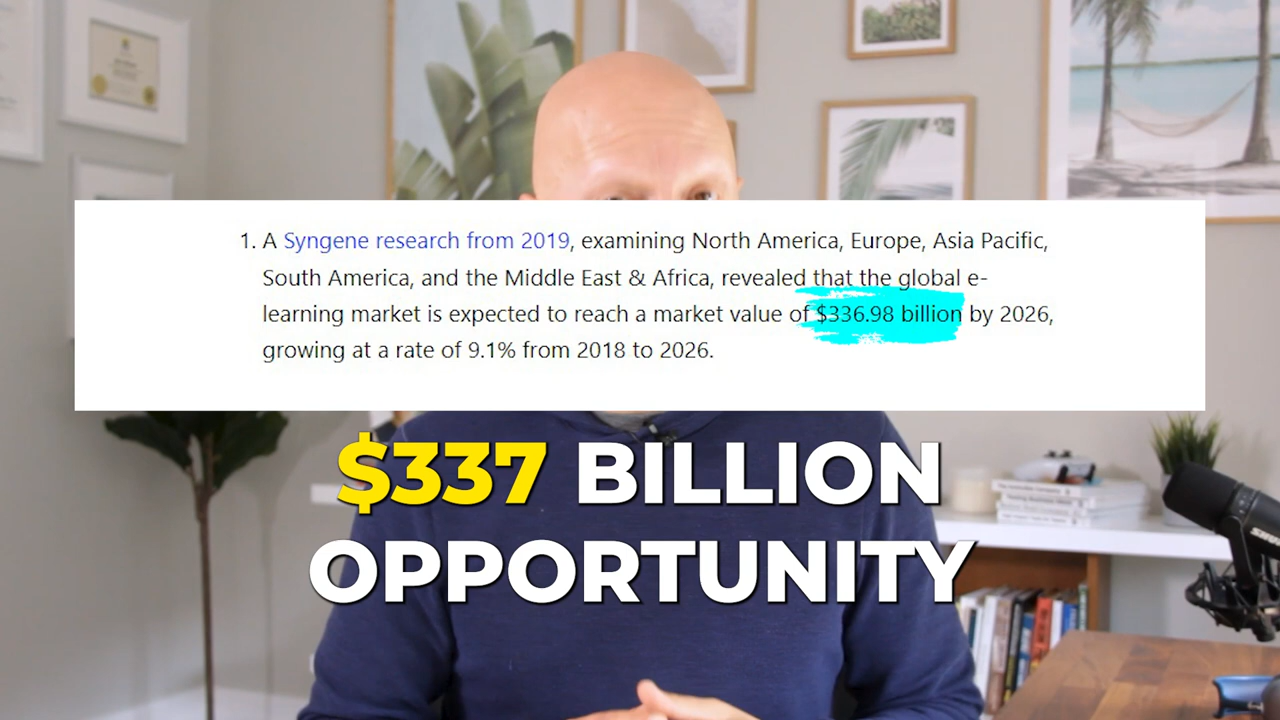 1. A Syngene research from 2019, examining North America, Europe, Asia Pacific,
South America, and the Middle East & Africa, revealed that the global e-
learning market is expected to reach a market value of $336.98 billion by 2026,
growing at a rate of 9.1% from 2018 to 2026.
$337 BILLION
OPPORTUNITY